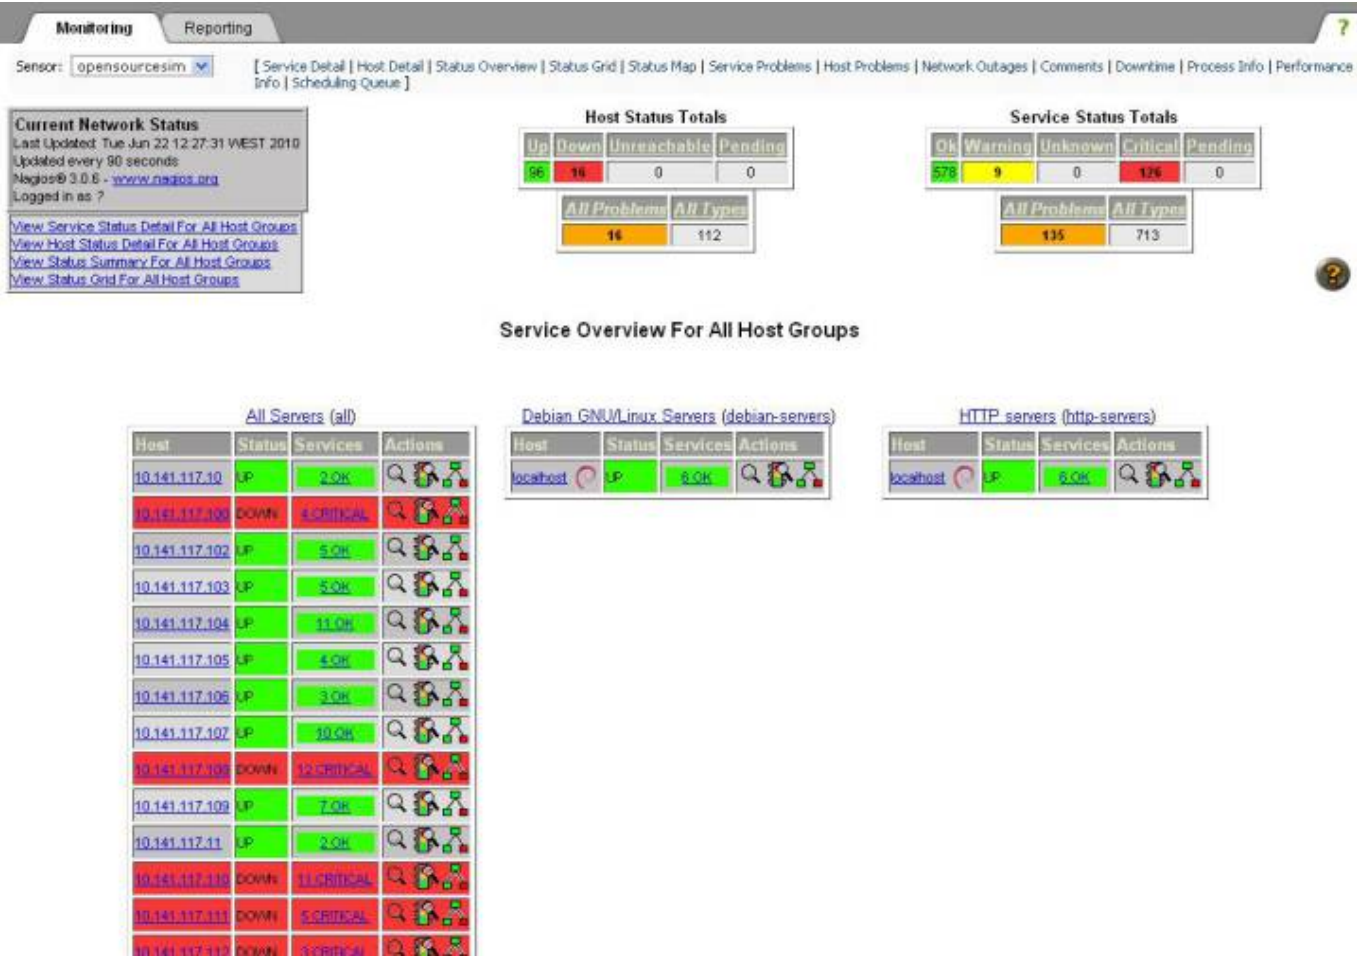 Monitoring Reporting
?
Sensor: opensourcesim
[ Service Detail | Host Detail | Status Overview | Status Grid | Status Map | Service Problems | Host Problems | Network Outages | Comments | Downtime | Process Info | Performance
Info | Scheduling Queue ]
Current Network Status
Last Updated: Tue Jun 22 12:27:31 WEST 2010
Updated every 90 seconds
Nagios® 3.0.6 - www.nagios.org
Logged in as ?
View Service Status Detail For All Host Groups
View Host Status Detail For All Host Groups
View Status Summary For All Host Groups
View Status Grid For All Host Groups
Host Status Totals
Up Down Unreachable Pending
96 16 0 0
All Problems All Types
16 112
Service Status Totals
Ok Warning Unknown Critical Pending
578 9 0 126 0
All Problems All Types
135 713
?
Service Overview For All Host Groups
All Servers (all)
Host Status Services Actions
10.141.117.10 UP 2 OK
10.141.117.100 DOWN 4 CRITICAL
10.141.117.102 UP 5 OK
10.141.117.103 UP 5 OK
10.141.117.104 UP 11 OK
10.141.117.105 UP 4 OK
10.141.117.106 UP 3 OK
10.141.117.107 UP 10 OK
10.141.117.108 DOWN 12 CRITICAL
10.141.117.109 UP 7 OK
10.141.117.11 UP 2 OK
10.141.117.110 DOWN 11 CRITICAL
10.141.117.111 DOWN 5 CRITICAL
10.141.117.112 DOWN 3 CRITICAL
Debian GNU/Linux Servers (debian-servers)
Host Status Services Actions
localhost UP 6 OK
HTTP servers (http-servers)
Host Status Services Actions
localhost UP 6 OK